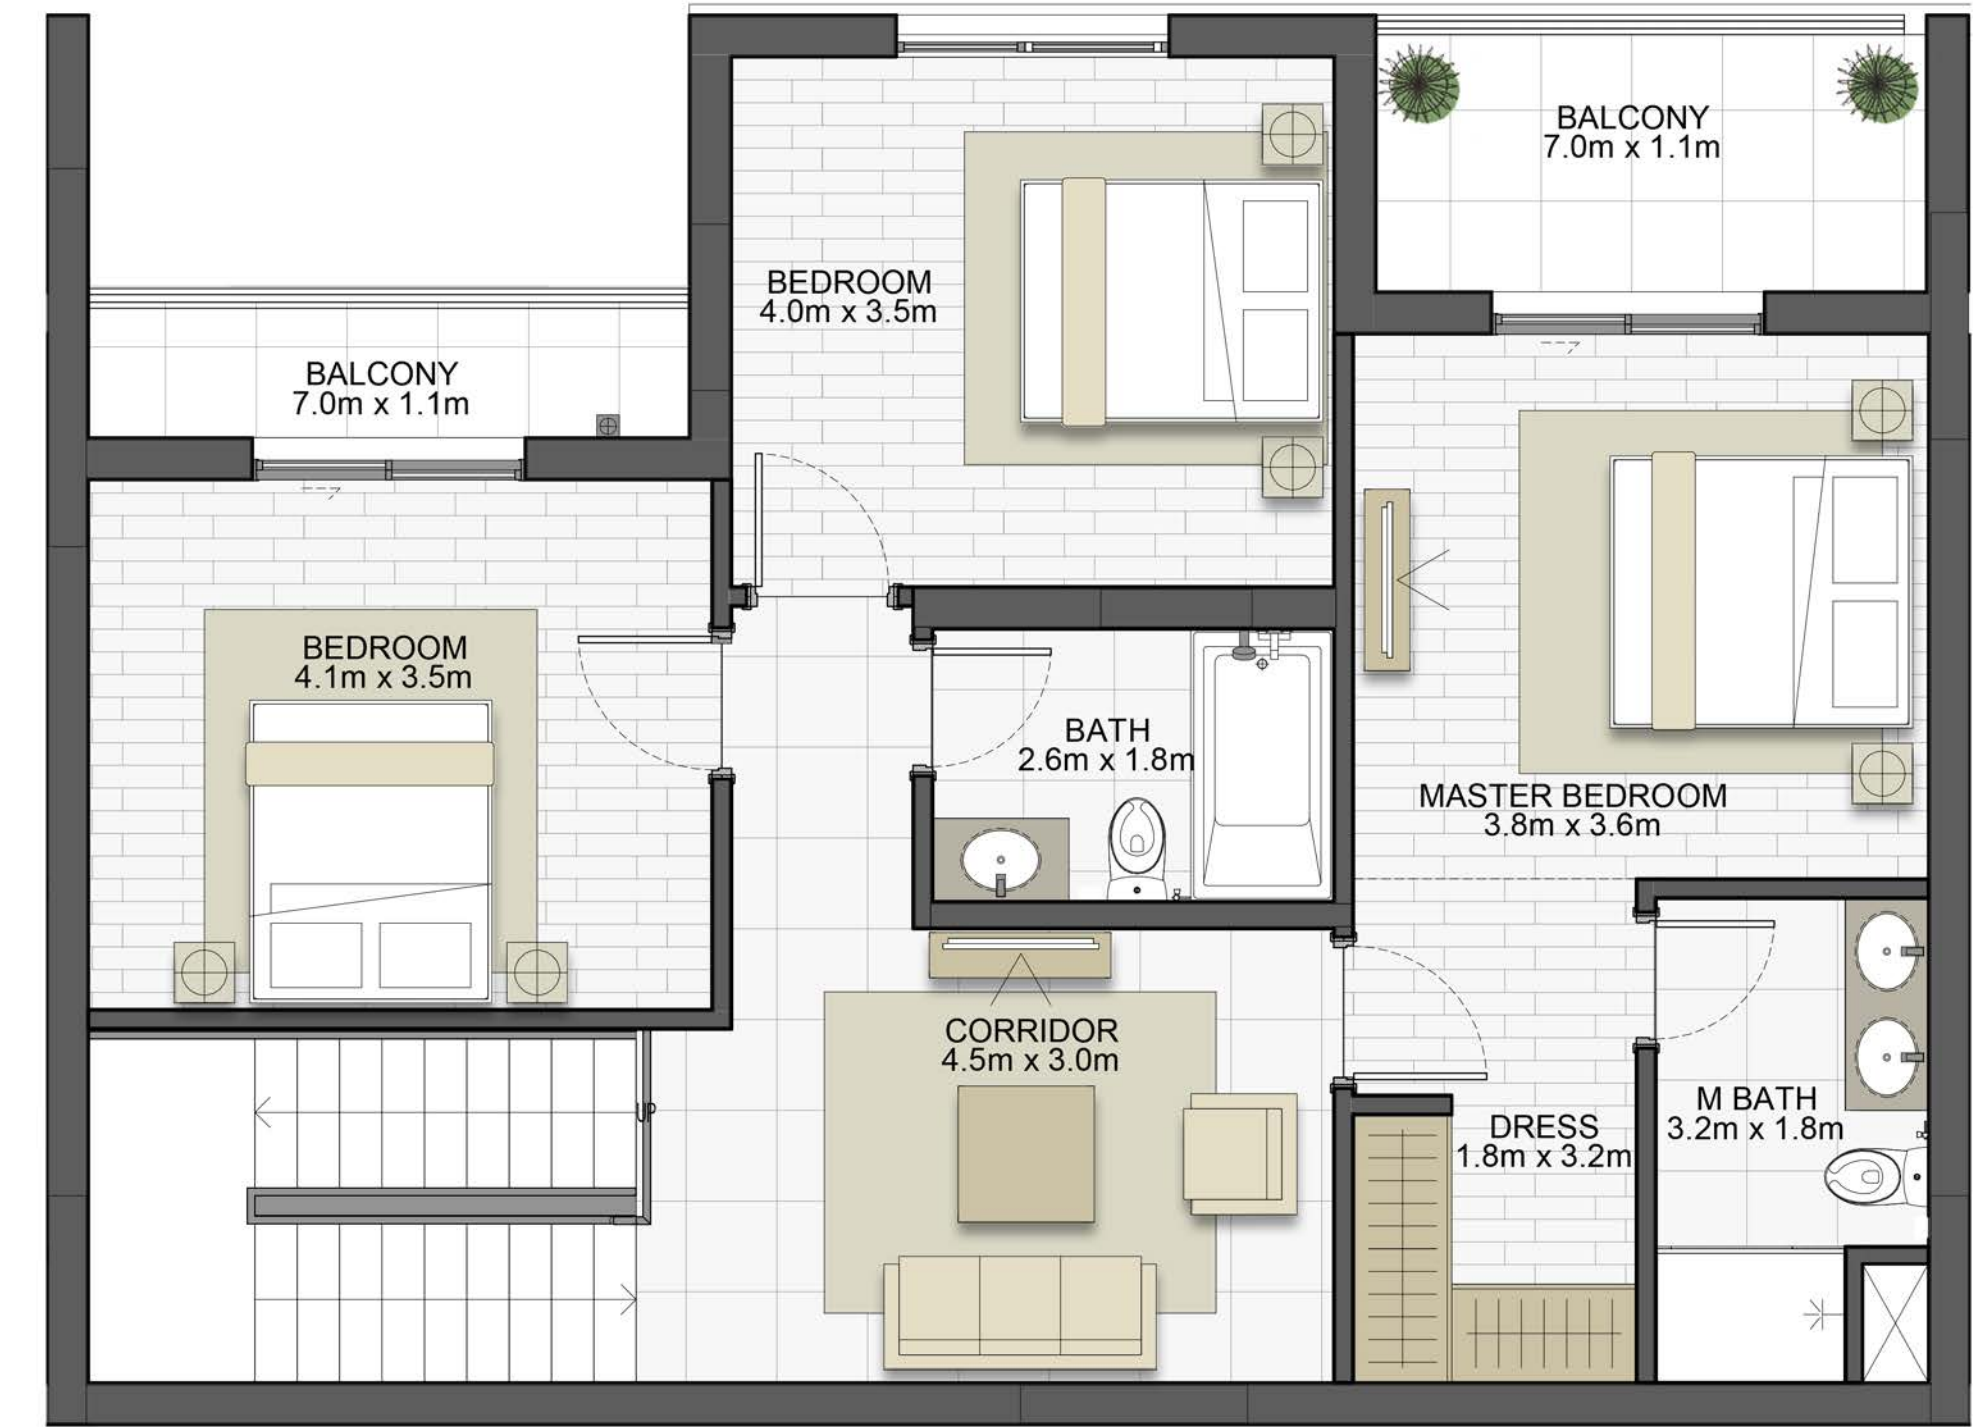 BALCONY
7.0m x 1.1m
BEDROOM
4.0m x 3.5m
BALCONY
7.0m x 1.1m
BEDROOM
4.1m x 3.5m
BATH
2.6m x 1.8m
MASTER BEDROOM
3.8m x 3.6m
CORRIDOR
4.5m x 3.0m
M BATH
3.2m x 1.8m
DRESS
1.8m x 3.2m
UP